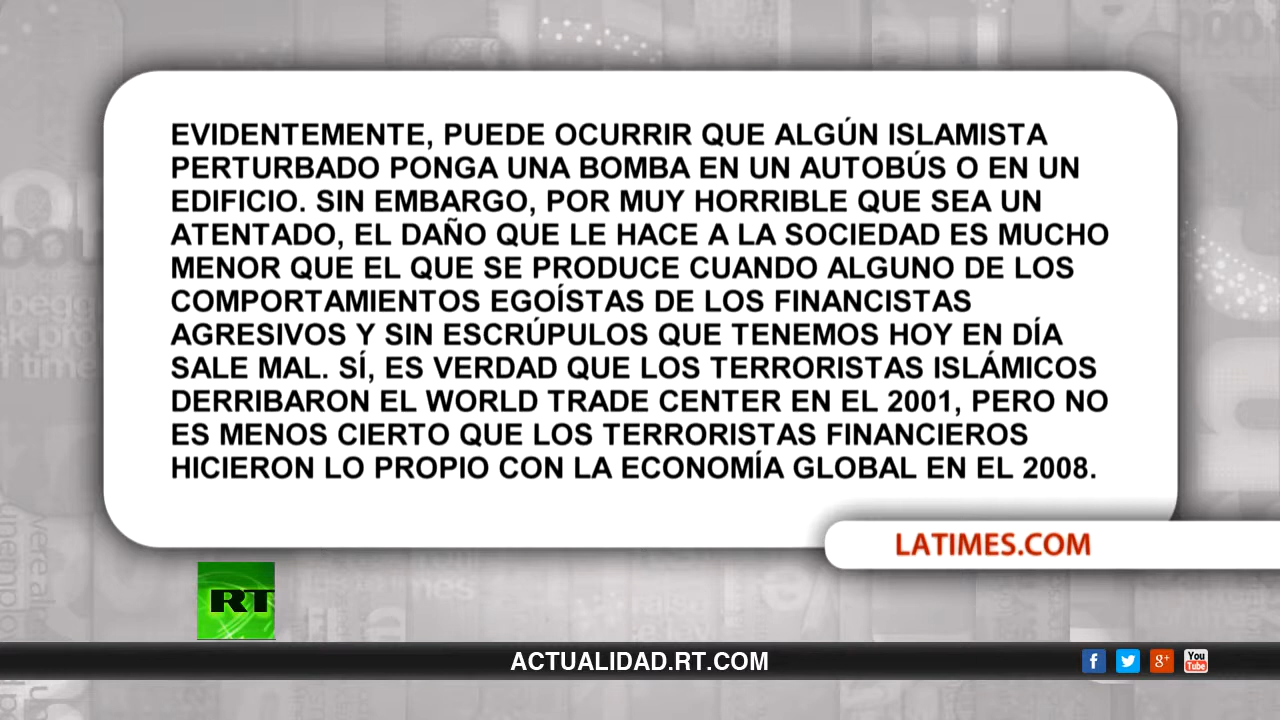 EVIDENTEMENTE, PUEDE OCURRIR QUE ALGÚN ISLAMISTA
PERTURBADO PONGA UNA BOMBA EN UN AUTOBÚS O EN UN
EDIFICIO. SIN EMBARGO, POR MUY HORRIBLE QUE SEA UN
ATENTADO, EL DAÑO QUE LE HACE A LA SOCIEDAD ES MUCHO
MENOR QUE EL QUE SE PRODUCE CUANDO ALGUNO DE LOS
COMPORTAMIENTOS EGOÍSTAS DE LOS FINANCISTAS
AGRESIVOS Y SIN ESCRÚPULOS QUE TENEMOS HOY EN DÍA
SALE MAL. SÍ, ES VERDAD QUE LOS TERRORISTAS ISLÁMICOS
DERRIBARON EL WORLD TRADE CENTER EN EL 2001, PERO NO
ES MENOS CIERTO QUE LOS TERRORISTAS FINANCIEROS
HICIERON LO PROPIO CON LA ECONOMÍA GLOBAL EN EL 2008.
LATIMES.COM
RT
ACTUALIDAD.RT.COM
f g+ You Tube